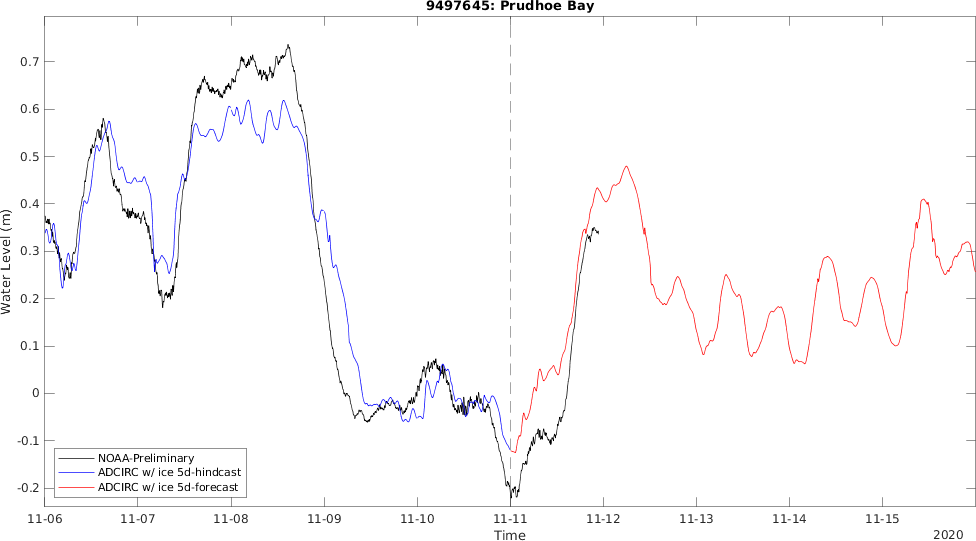 9497645: Prudhoe Bay
Water Level (m)
0.7
0.6
0.5
0.4
0.3
0.2
0.1
0
-0.1
-0.2
NOAA-Preliminary
ADCIRC w/ ice 5d-hindcast
ADCIRC w/ ice 5d-forecast
11-06 11-07 11-08 11-09 11-10 11-11 11-12 11-13 11-14 11-15
Time
2020